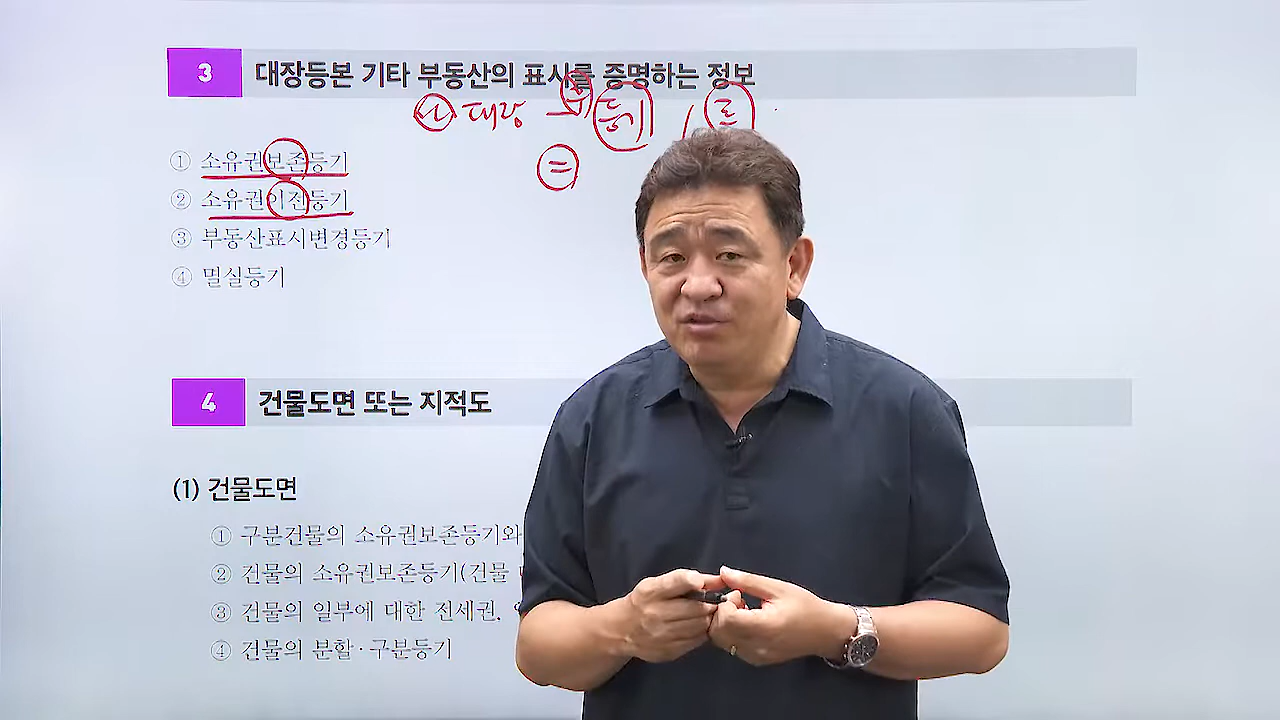 3 대장등본 기타 부동산의 표시를 증명하는 정보
대장 등기
① 소유권보존등기
② 소유권이전등기
③ 부동산표시변경등기
④ 멸실등기
4 건물도면 또는 지적도
(1) 건물도면
① 구분건물의 소유권보존등기와
② 건물의 소유권보존등기(건물
③ 건물의 일부에 대한 전세권,
④ 건물의 분할·구분등기